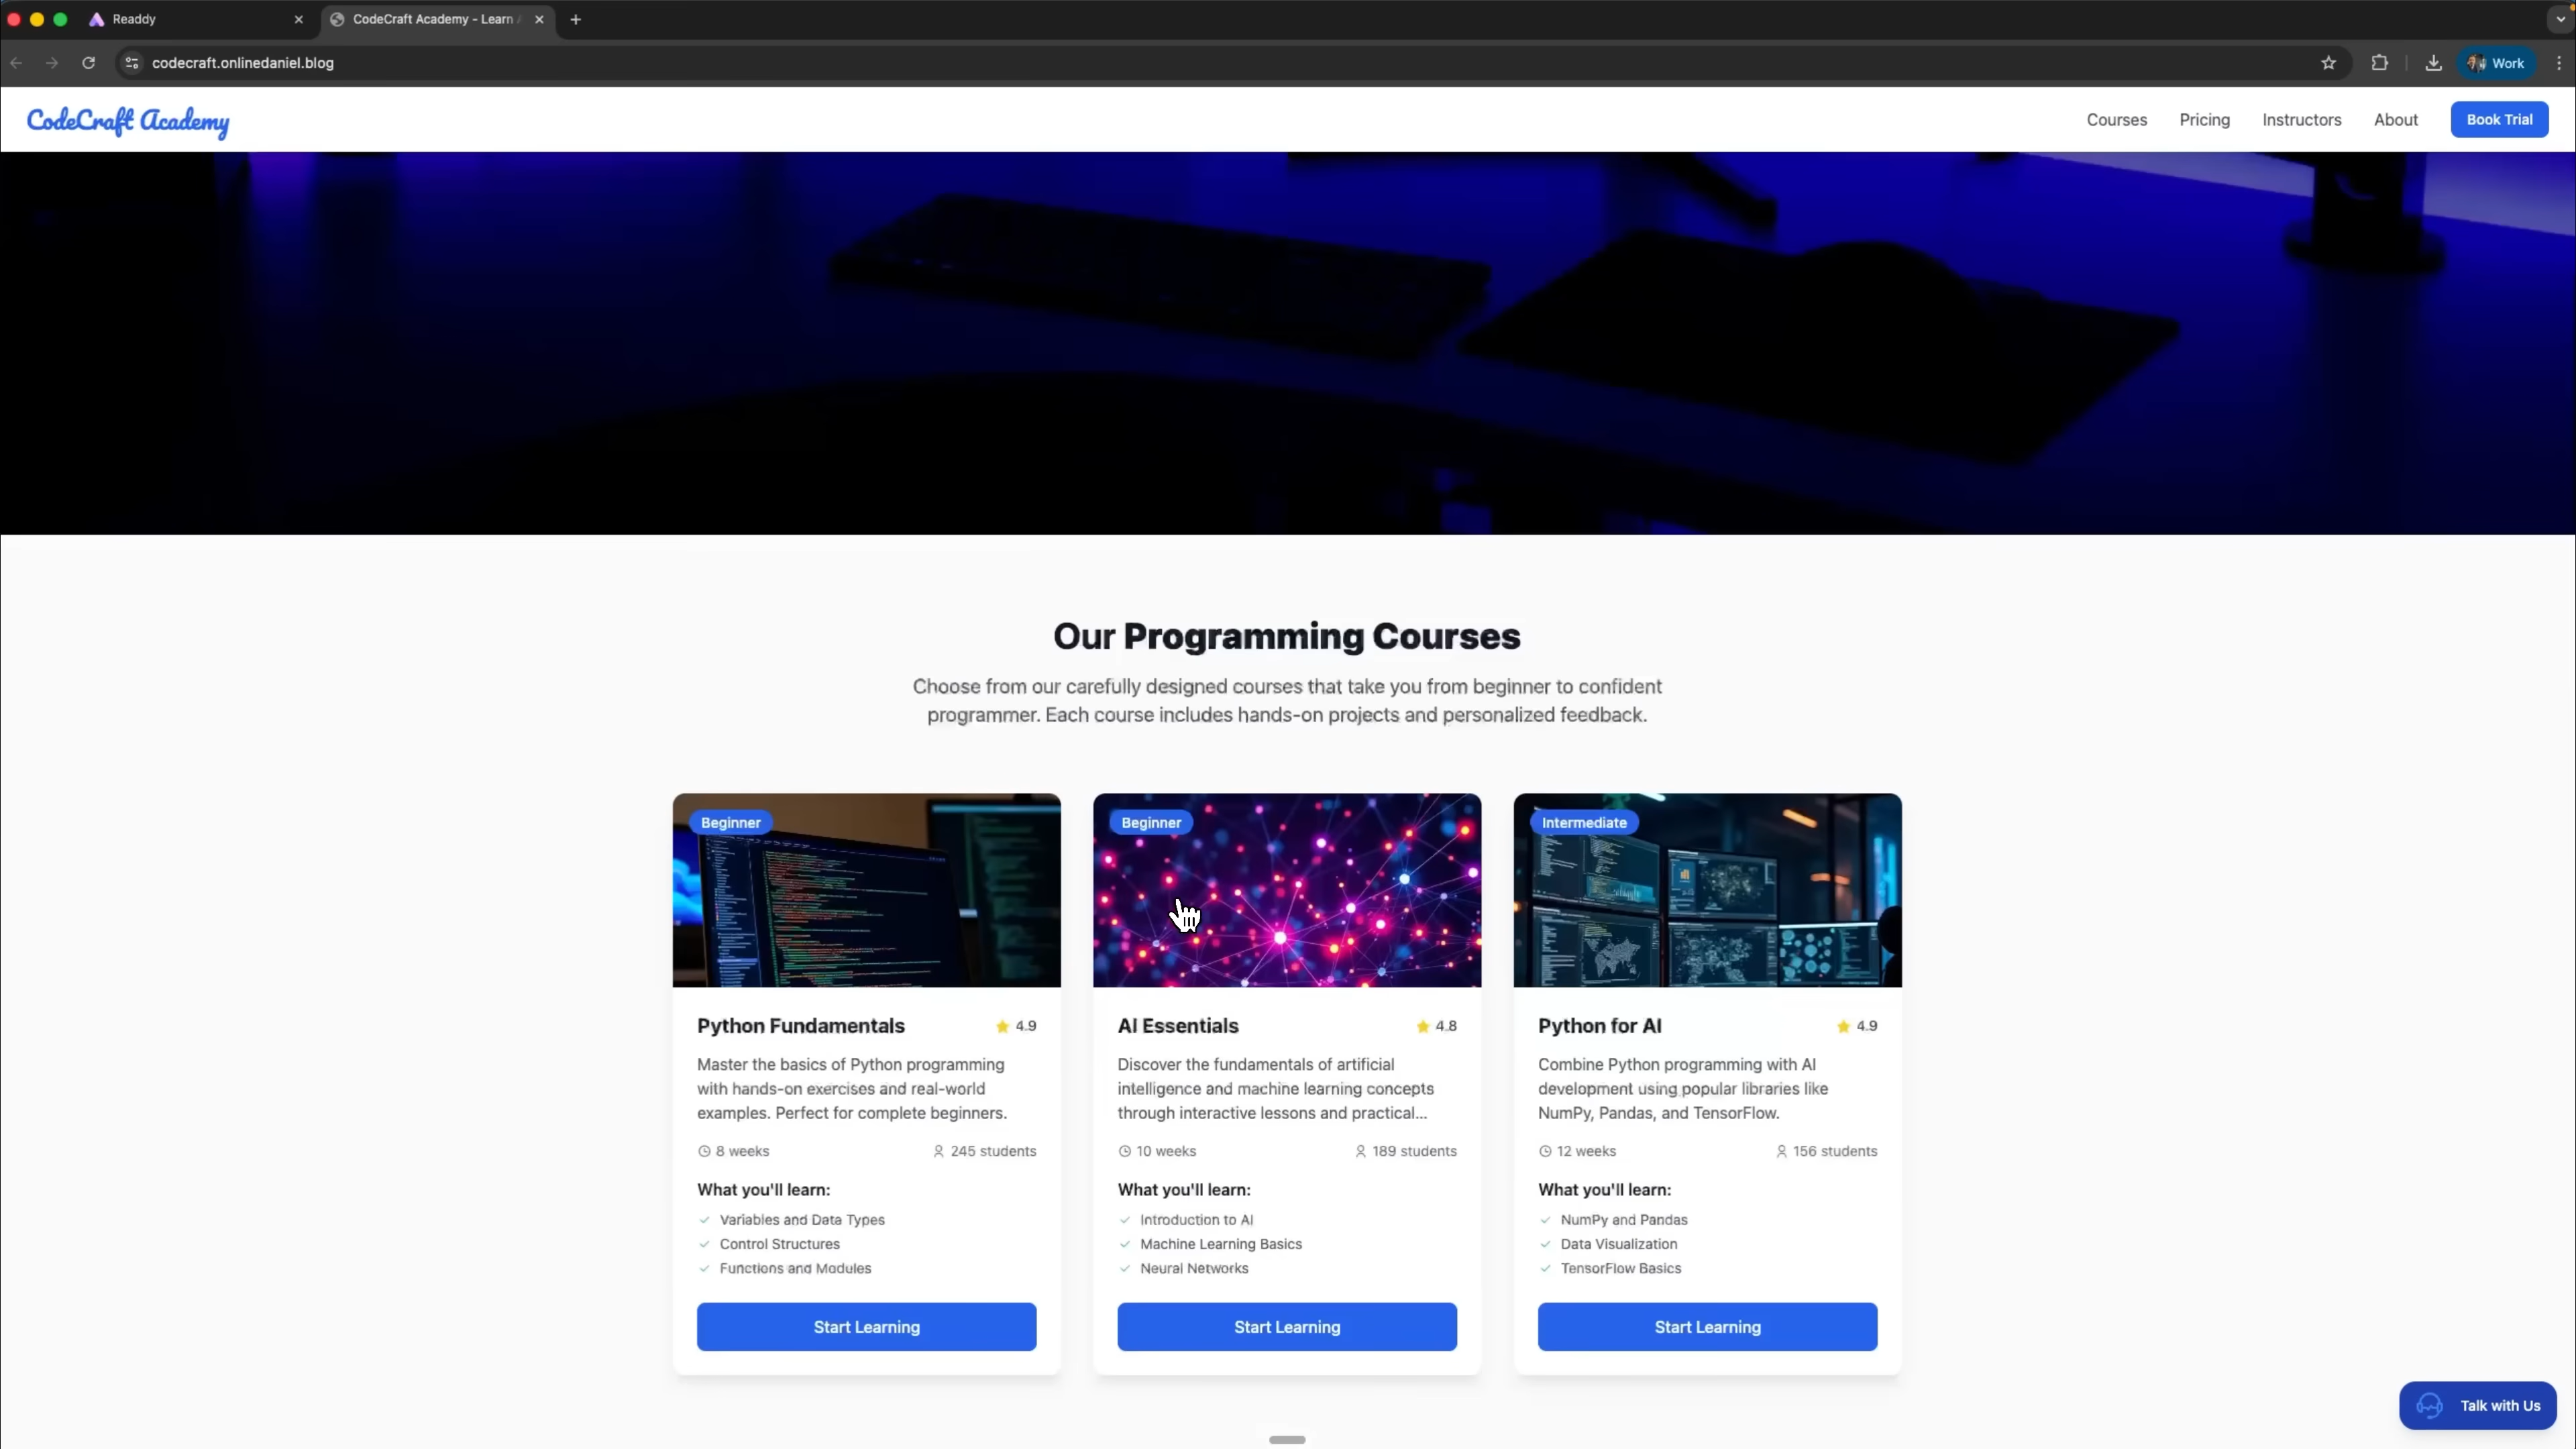 Readdy
CodeCraft Academy - Learn
codecraft.onlinedaniel.blog
Work
CodeCraft Academy
Courses
Pricing
Instructors
About
Book Trial
Our Programming Courses
Choose from our carefully designed courses that take you from beginner to confident
programmer. Each course includes hands-on projects and personalized feedback.
Beginner
Python Fundamentals
4.9
Master the basics of Python programming
with hands-on exercises and real-world
examples. Perfect for complete beginners.
8 weeks
245 students
What you'll learn:
Variables and Data Types
Control Structures
Functions and Modules
Start Learning
Beginner
AI Essentials
4.8
Discover the fundamentals of artificial
intelligence and machine learning concepts
through interactive lessons and practical...
10 weeks
189 students
What you'll learn:
Introduction to AI
Machine Learning Basics
Neural Networks
Start Learning
Intermediate
Python for AI
4.9
Combine Python programming with AI
development using popular libraries like
NumPy, Pandas, and TensorFlow.
12 weeks
156 students
What you'll learn:
NumPy and Pandas
Data Visualization
TensorFlow Basics
Start Learning
Talk with Us